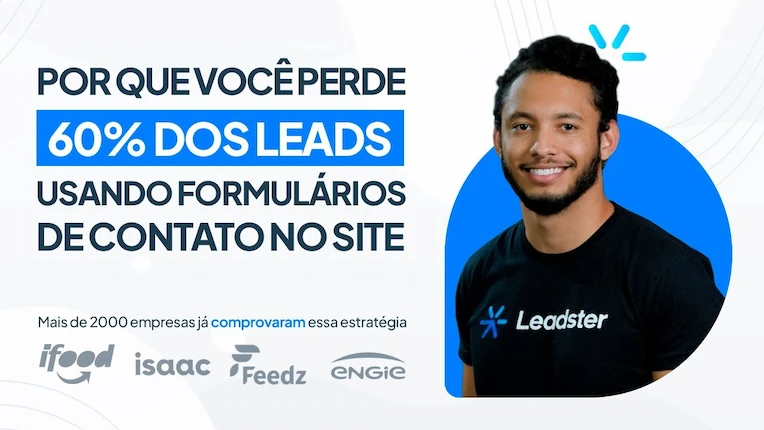 POR QUE VOCÊ PERDE
60% DOS LEADS
USANDO FORMULÁRIOS
DE CONTATO NO SITE
Mais de 2000 empresas já comprovaram essa estratégia
ifood isaac Feedz ENGIE
Leadster